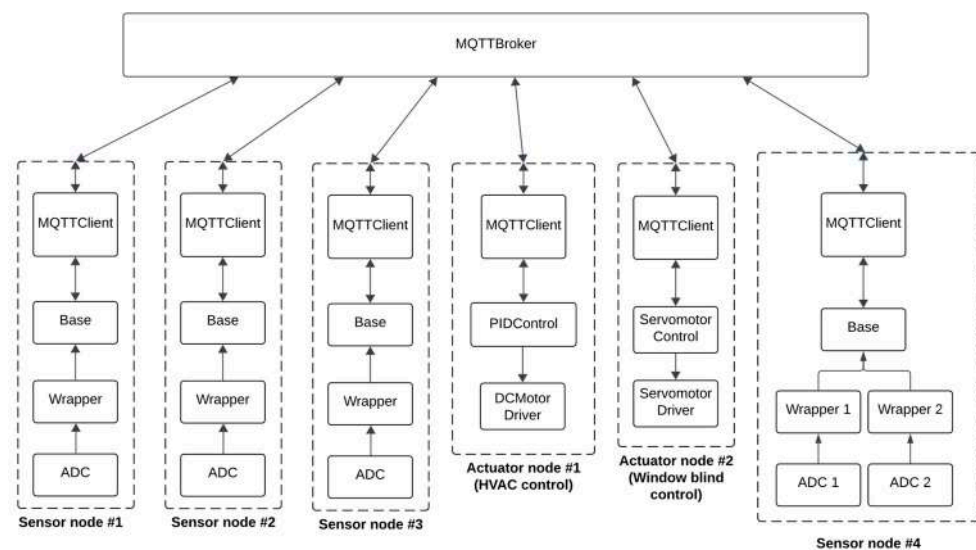 MQTTBroker
MQTTClient
Base
Wrapper
ADC
Sensor node #1
MQTTClient
Base
Wrapper
ADC
Sensor node #2
MQTTClient
Base
Wrapper
ADC
Sensor node #3
MQTTClient
PIDControl
DCMotor
Driver
Actuator node #1
(HVAC control)
MQTTClient
Servomotor
Control
Servomotor
Driver
Actuator node #2
(Window blind
control)
MQTTClient
Base
Wrapper 1
Wrapper 2
ADC 1
ADC 2
Sensor node #4